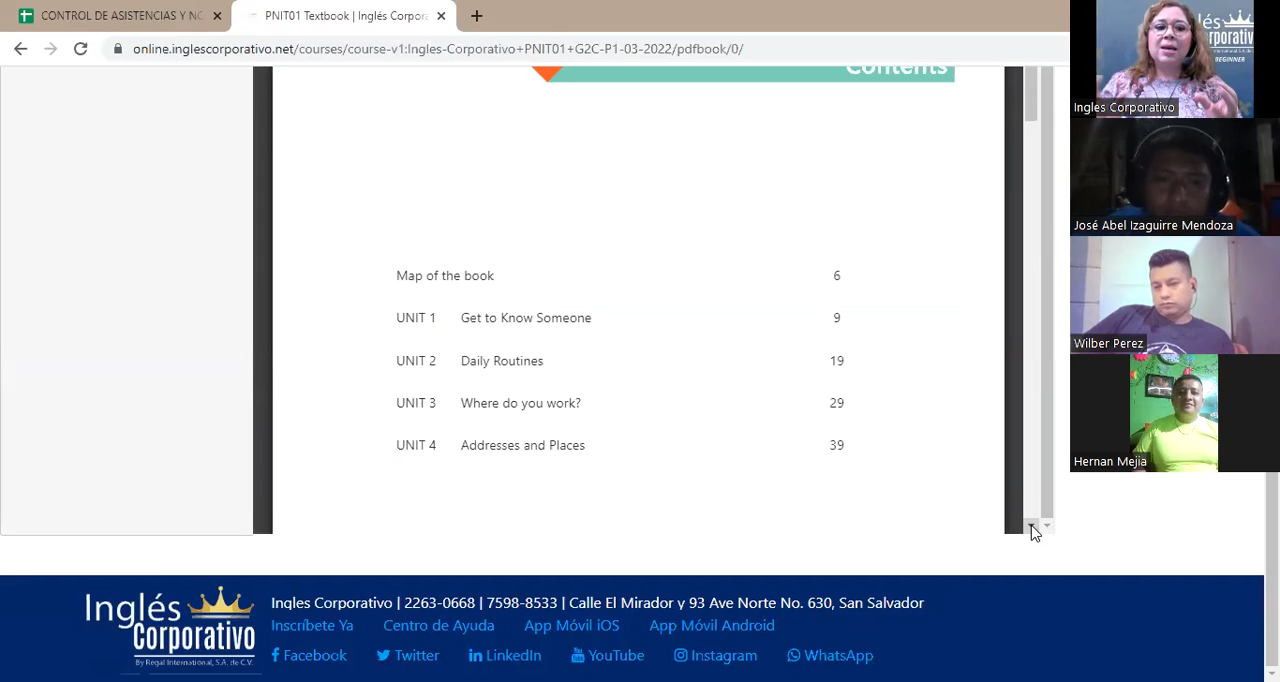 CONTROL DE ASISTENCIAS Y NO
PNIT01 Textbook | Inglés Corpora
online.inglescorporativo.net/courses/course-v1:Ingles-Corporativo+PNIT01+G2C-P1-03-2022/pdfbook/0/
Contents
Map of the book 6
UNIT 1 Get to Know Someone 9
UNIT 2 Daily Routines 19
UNIT 3 Where do you work? 29
UNIT 4 Addresses and Places 39
BEGINNER
Ingles Corporativo
José Abel Izaguirre Mendoza
Wilber Perez
Hernan Mejia
Inglés
Corporativo
By Regal International, S.A. de C.V.
Ingles Corporativo | 2263-0668 | 7598-8533 | Calle El Mirador y 93 Ave Norte No. 630, San Salvador
Inscríbete Ya Centro de Ayuda App Móvil iOS App Móvil Android
Facebook Twitter LinkedIn YouTube Instagram WhatsApp